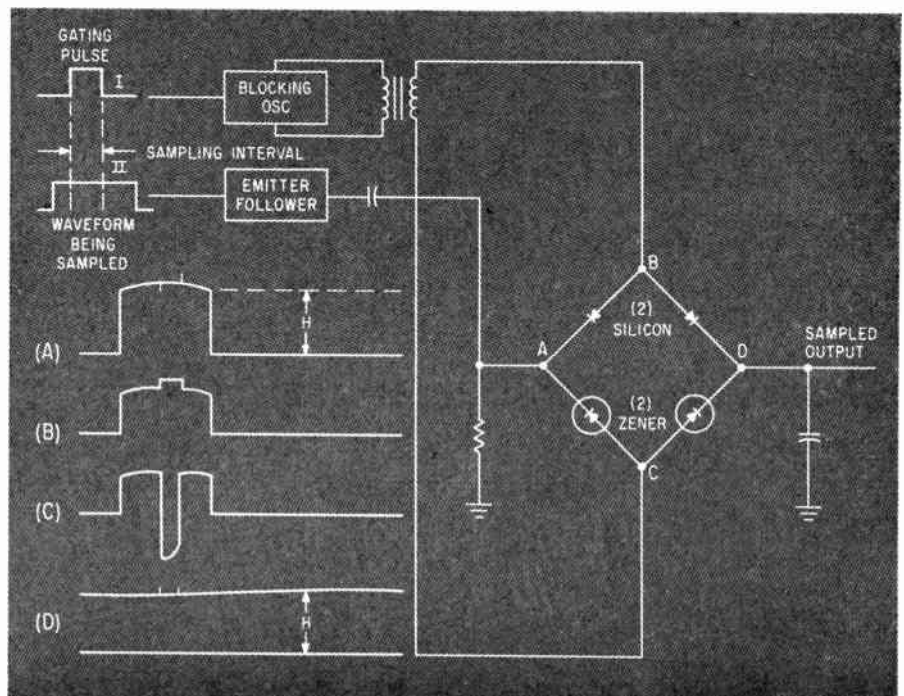 GATING
PULSE
I
BLOCKING
OSC
SAMPLING INTERVAL
II
EMITTER
FOLLOWER
WAVEFORM
BEING
SAMPLED
B
(2)
SILICON
H
(A)
A
D
SAMPLED
OUTPUT
(B)
(2)
ZENER
C
(C)
(D)
H